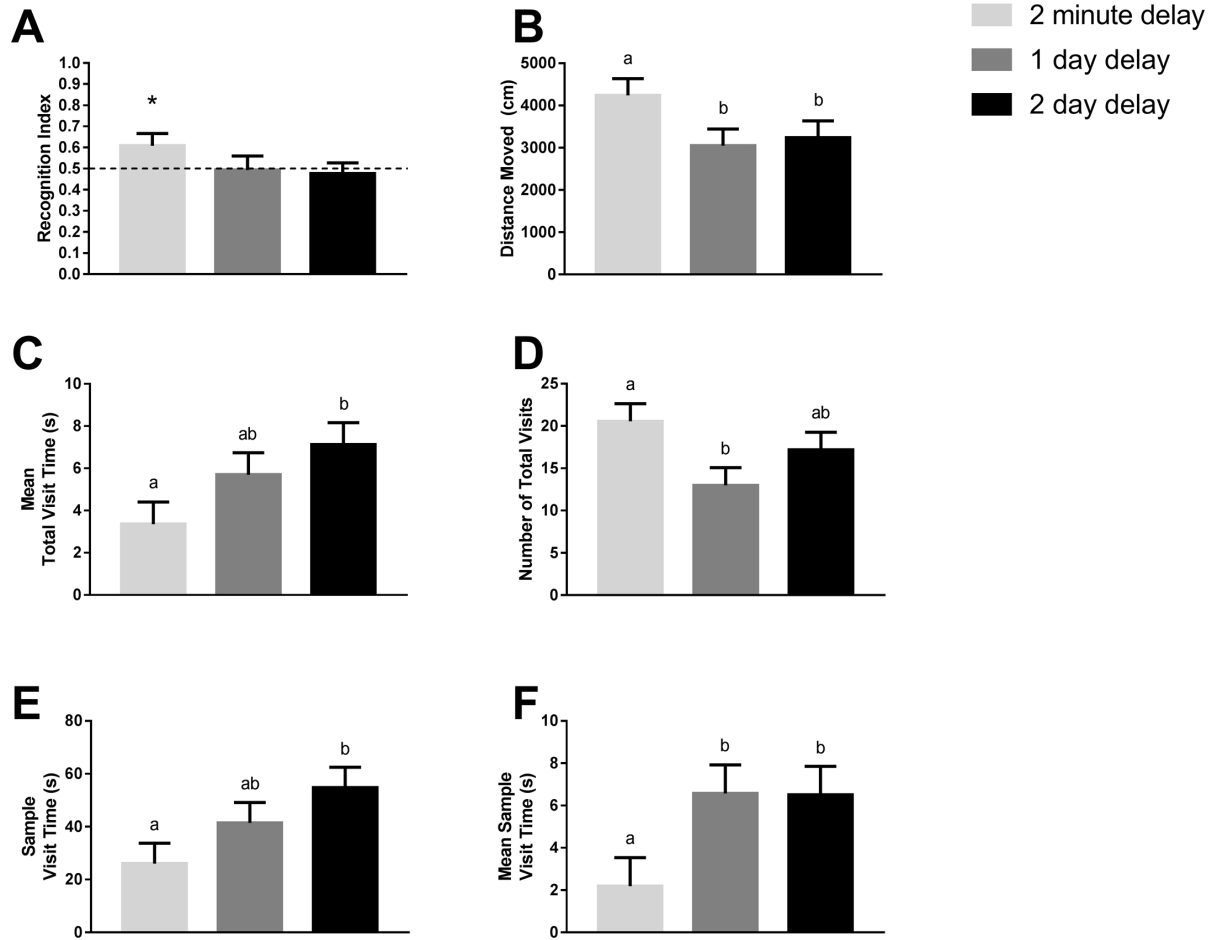 2 minute delay
1 day delay
2 day delay
A
Recognition Index
1.0
0.9
0.8
0.7
0.6
0.5
0.4
0.3
0.2
0.1
0.0
*
B
Distance Moved (cm)
5000
4000
3000
2000
1000
0
a
b
b
C
Mean
Total Visit Time (s)
10
8
6
4
2
0
a
ab
b
D
Number of Total Visits
25
20
15
10
5
0
a
b
ab
E
Sample
Visit Time (s)
80
60
40
20
0
a
ab
b
F
Mean Sample
Visit Time (s)
10
8
6
4
2
0
a
b
b